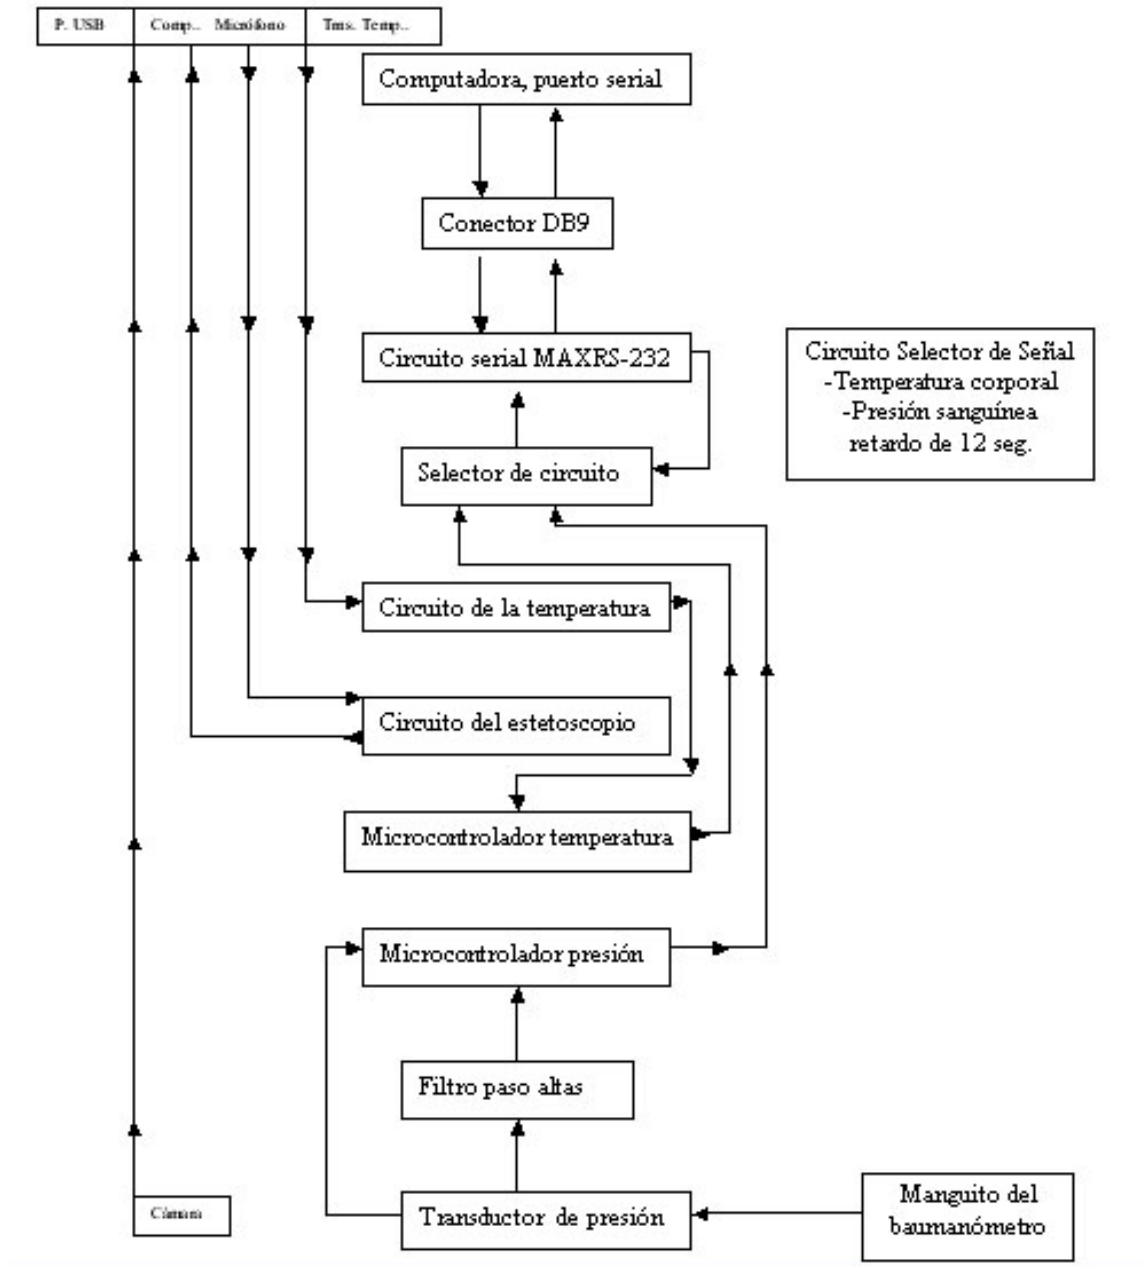 P. USB Comp... Micrófono Tms. Temp...
Computadora, puerto serial
Conector DB9
Circuito serial MAXRS-232
Circuito Selector de Señal
-Temperatura corporal
-Presión sanguínea
retardo de 12 seg.
Selector de circuito
Circuito de la temperatura
Circuito del estetoscopio
Microcontrolador temperatura
Microcontrolador presión
Filtro paso altas
Cámara
Transductor de presión
Manguito del
baumanómetro